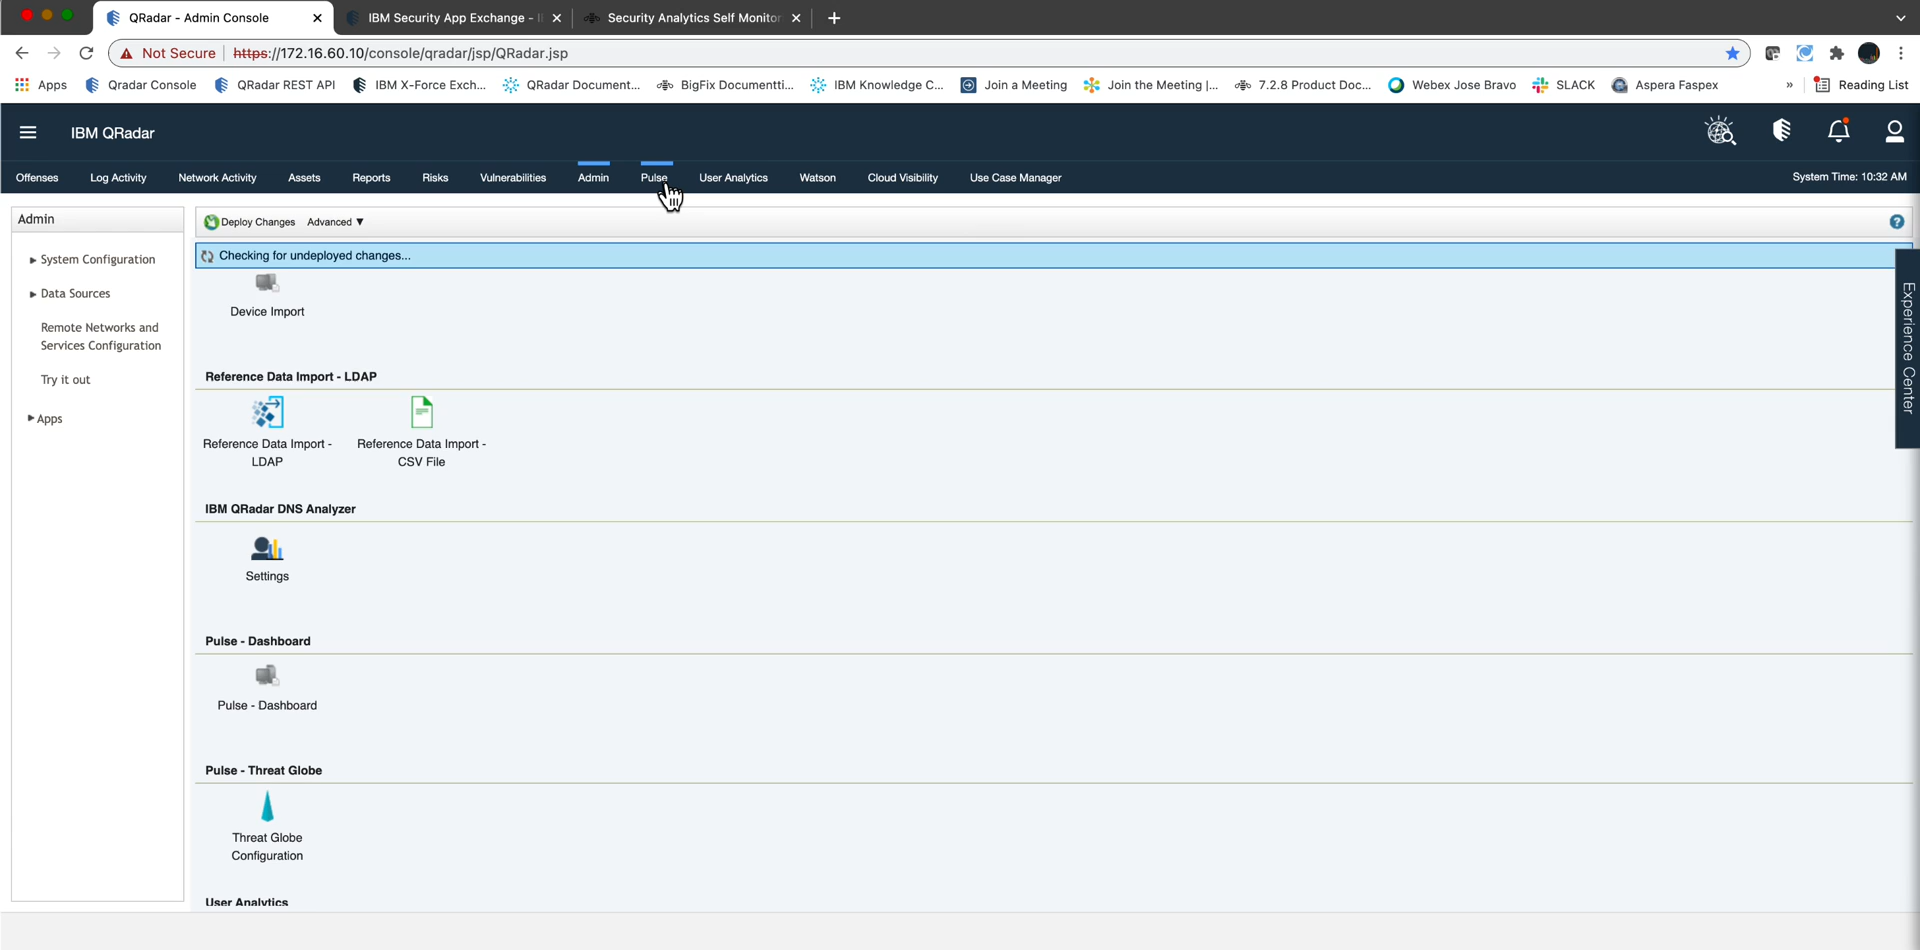 QRadar - Admin Console
IBM Security App Exchange - I
Security Analytics Self Monitor
Not Secure
https://172.16.60.10/console/qradar/jsp/QRadar.jsp
Apps
Qradar Console
QRadar REST API
IBM X-Force Exch...
QRadar Document...
BigFix Documentti...
IBM Knowledge C...
Join a Meeting
Join the Meeting |...
7.2.8 Product Doc...
Webex Jose Bravo
SLACK
Aspera Faspex
»
Reading List
IBM QRadar
Offenses
Log Activity
Network Activity
Assets
Reports
Risks
Vulnerabilities
Admin
Pulse
User Analytics
Watson
Cloud Visibility
Use Case Manager
System Time: 10:32 AM
Admin
System Configuration
Data Sources
Remote Networks and
Services Configuration
Try it out
Apps
Deploy Changes
Advanced ▼
?
Checking for undeployed changes...
Device Import
Reference Data Import - LDAP
Reference Data Import -
LDAP
Reference Data Import -
CSV File
IBM QRadar DNS Analyzer
Settings
Pulse - Dashboard
Pulse - Dashboard
Pulse - Threat Globe
Threat Globe
Configuration
User Analytics
Experience Center